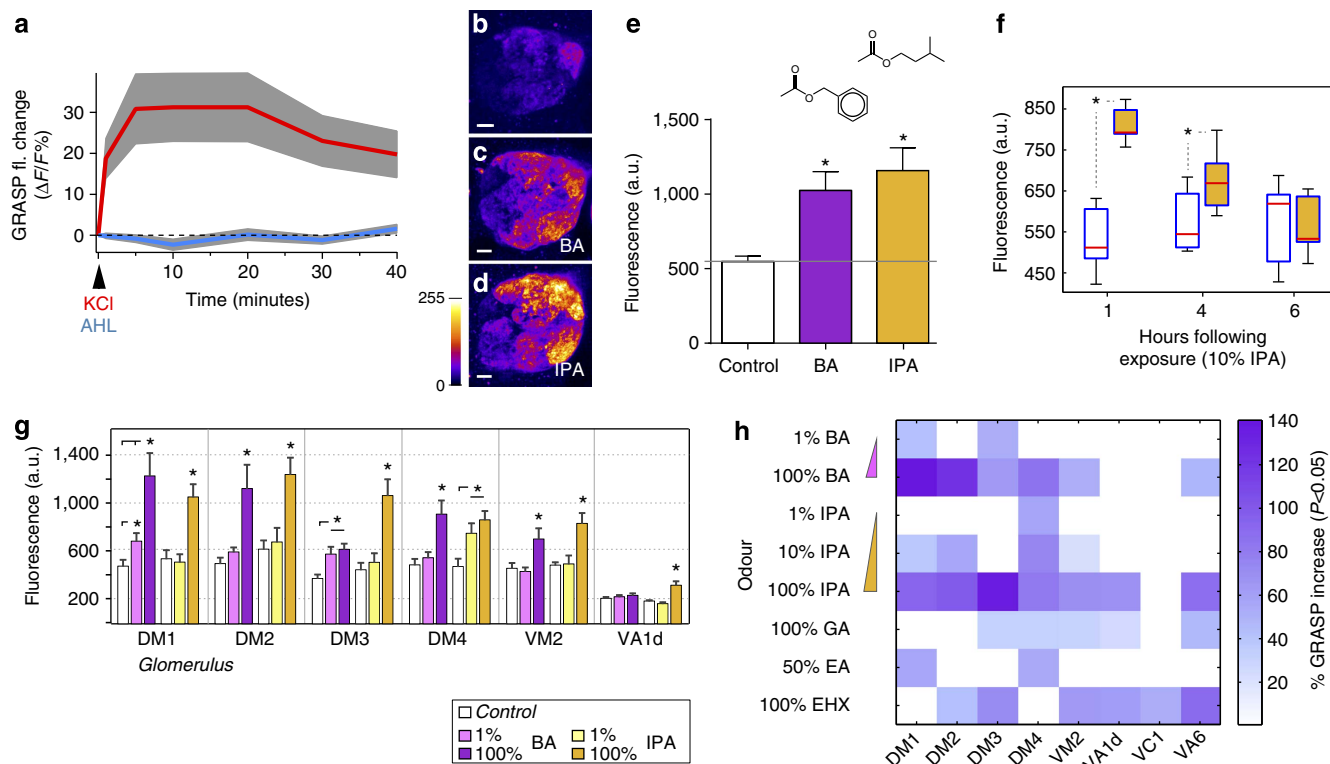 a
GRASP fl. change
(ΔF/F%)
30
20
10
0
10
20
30
40
Time (minutes)
KCl
AHL
b
c
BA
d
IPA
255
0
e
O
O
O
O
Fluorescence (a.u.)
1,500
1,000
500
0
*
*
Control
BA
IPA
f
Fluorescence (a.u.)
850
750
650
550
450
*
*
1
4
6
Hours following
exposure (10% IPA)
g
Fluorescence (a.u.)
1,400
1,000
600
200
* * * * * *
* * * * * *
*
DM1 DM2 DM3 DM4 VM2 VA1d
Glomerulus
Control
1% BA 1% IPA
100% 100%
h
Odour
1% BA
100% BA
1% IPA
10% IPA
100% IPA
100% GA
50% EA
100% EHX
DM1 DM2 DM3 DM4 VM2 VA1d VC1 VA6
140
120
100
80
60
40
20
% GRASP increase (P<0.05)